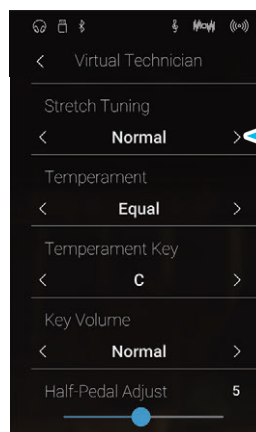 Virtual Technician
Stretch Tuning
Normal
Temperament
Equal
Temperament Key
C
Key Volume
Normal
Half-Pedal Adjust 5